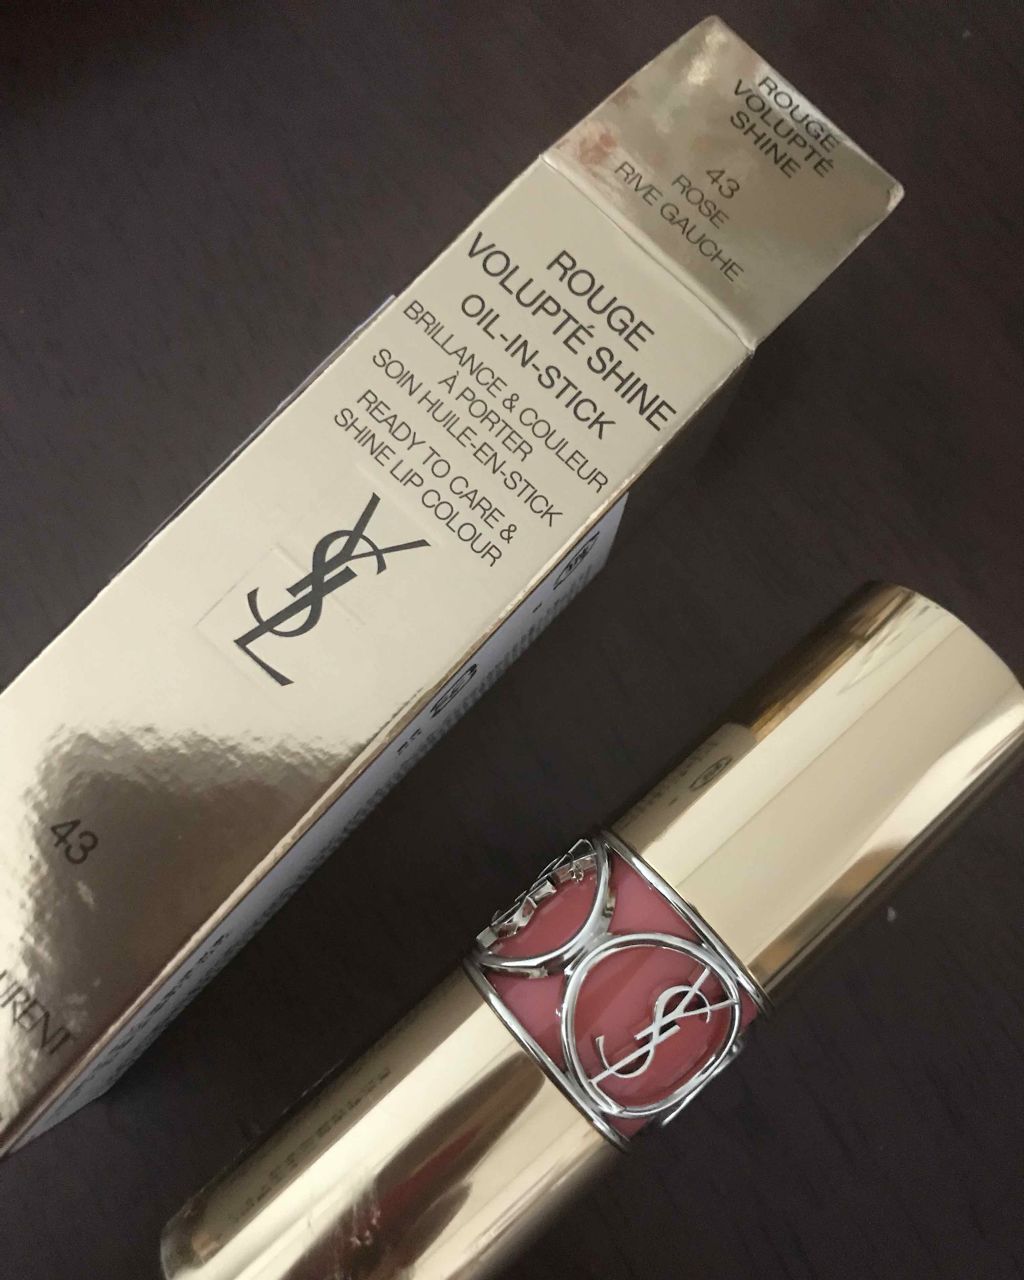 ROUGE
VOLUPTÉ
SHINE
43
ROSE
RIVE GAUCHE
ROUGE
VOLUPTÉ SHINE
OIL-IN-STICK
BRILLANCE & COULEUR
À PORTER
SOIN HUILE-EN-STICK
READY TO CARE &
SHINE LIP COLOUR
YSL
43
URENT
YSL